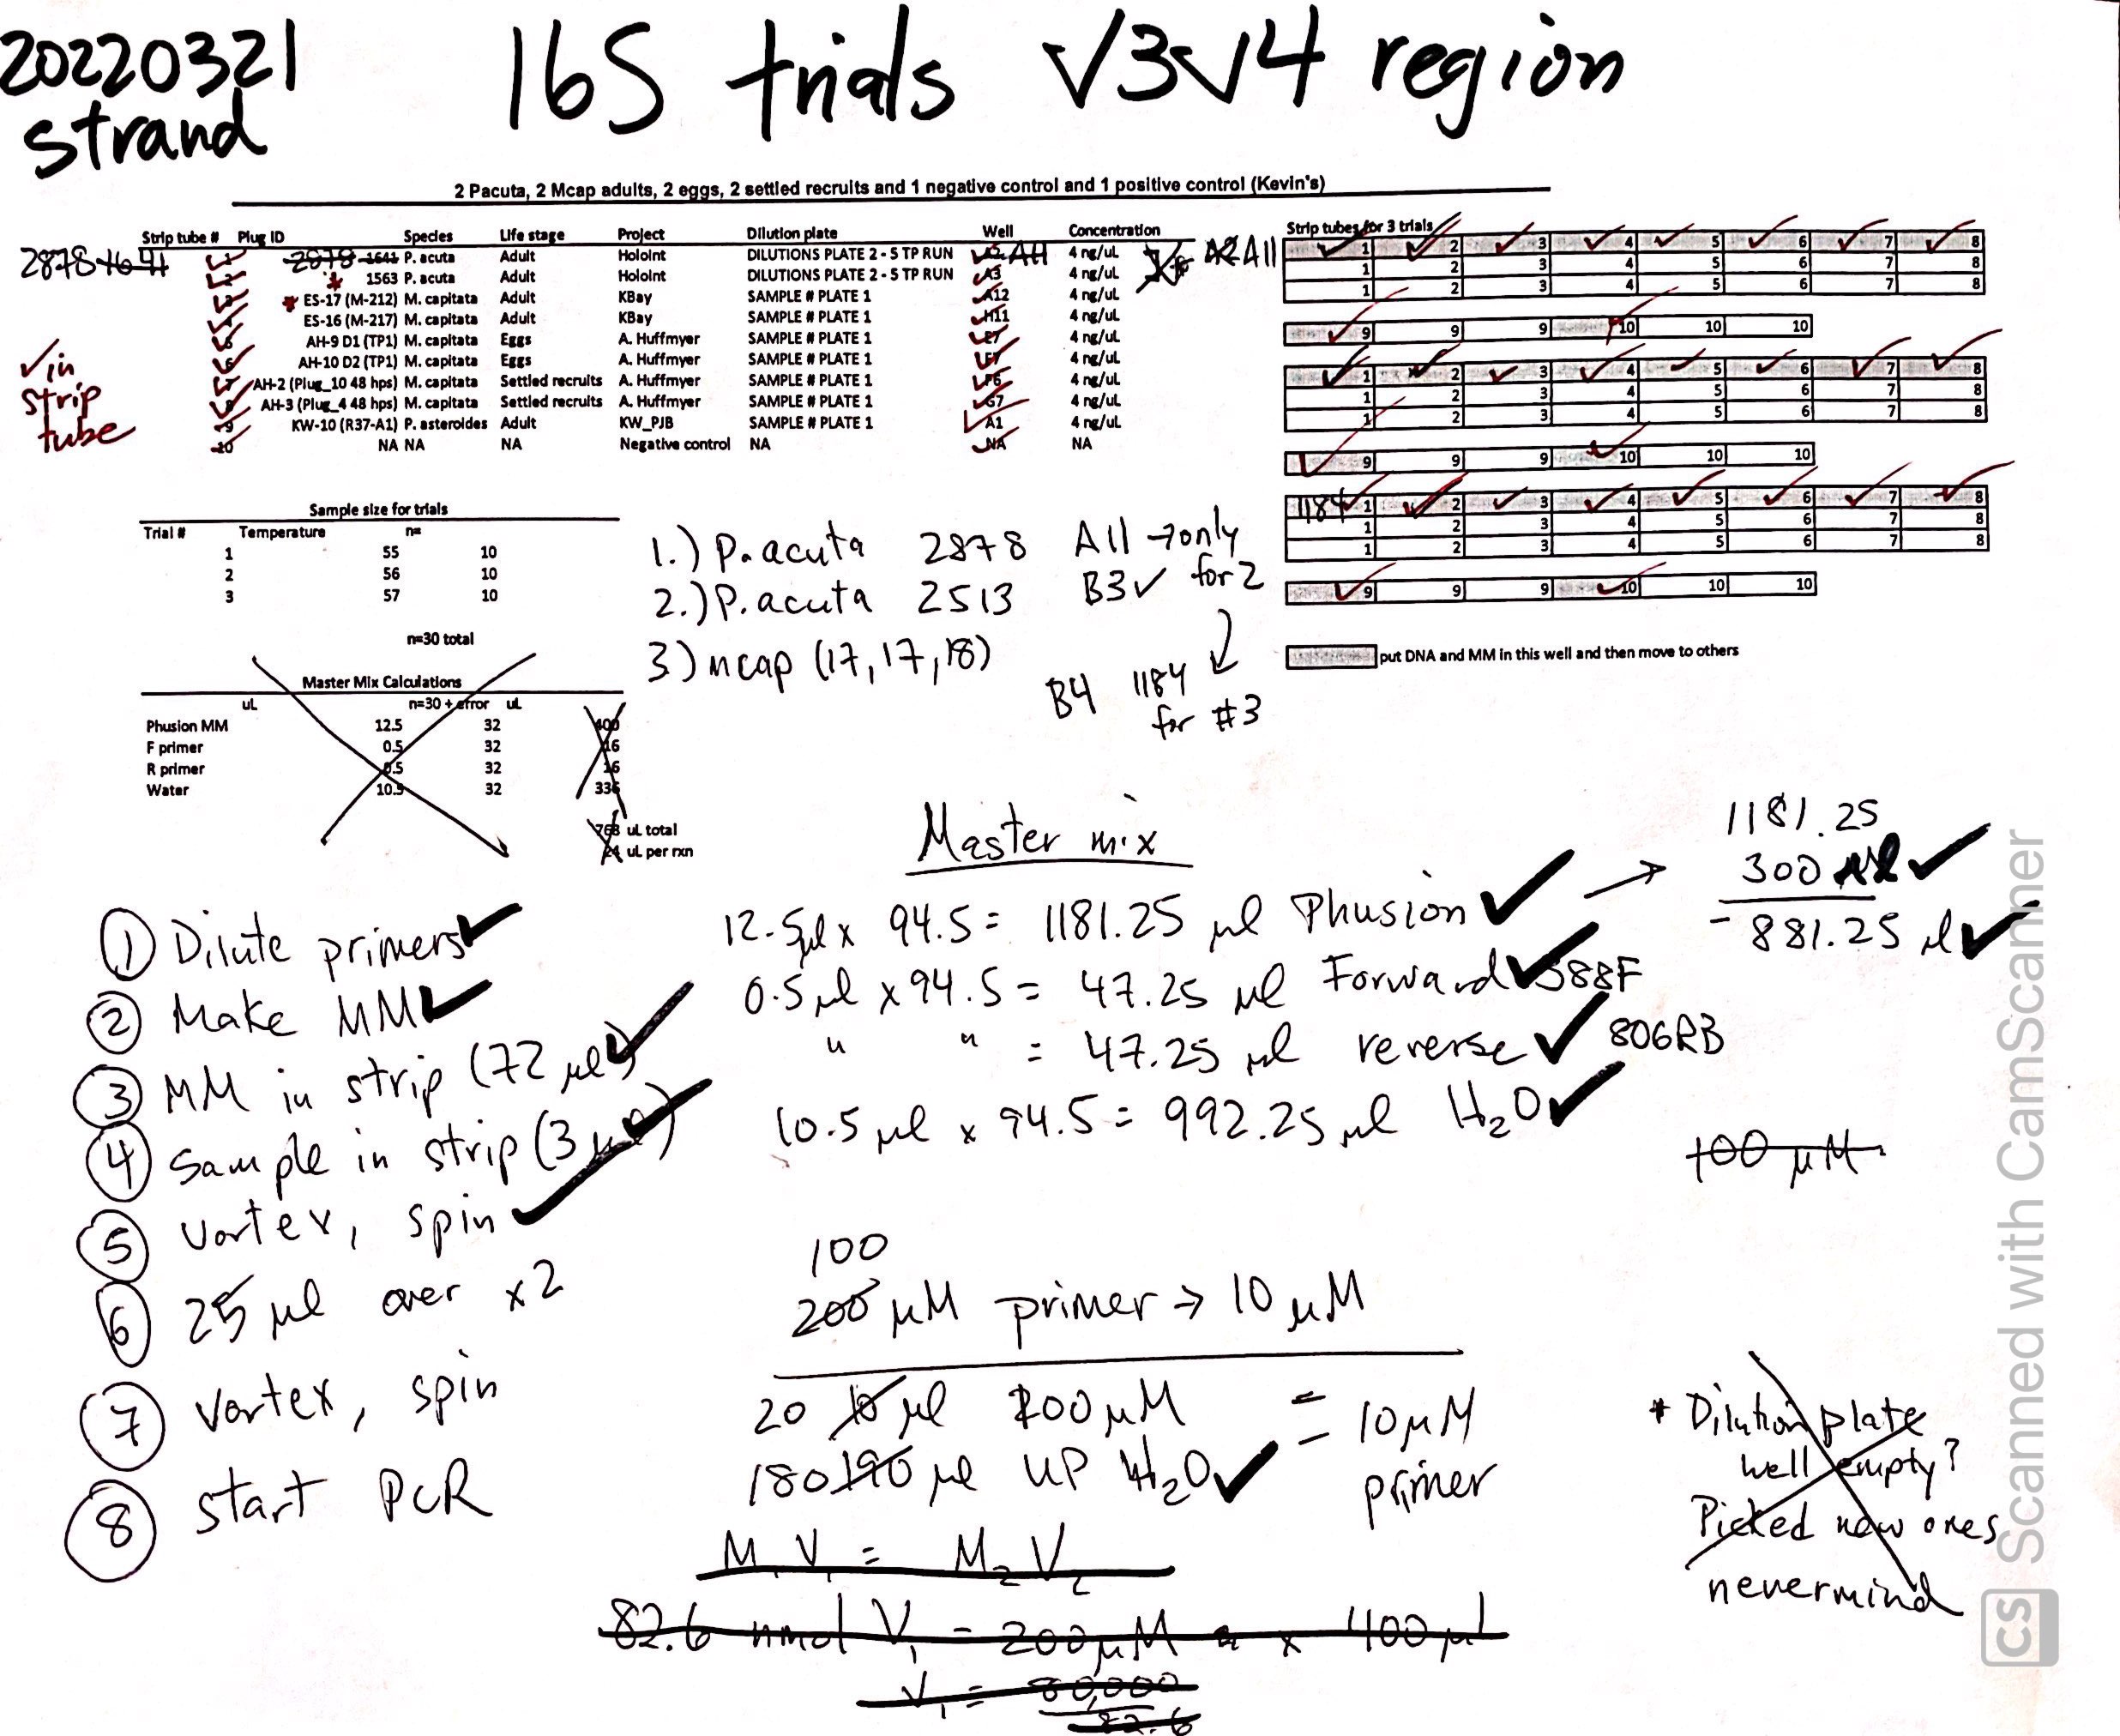 20220321
strand
16S trials V3V4 region
2 Pacuta, 2 Mcap adults, 2 eggs, 2 settled recruits and 1 negative control and 1 positive control (Kevin's)
Strip tube # Plug ID Species Life stage Project Dilution plate Well Concentration
2878 1641 1 2878 1641 P. acuta Adult HoloInt DILUTIONS PLATE 2 - 5 TP RUN A11 4 ng/uL A2 A11
2 * 1563 P. acuta Adult HoloInt DILUTIONS PLATE 2 - 5 TP RUN A3 4 ng/uL
3 * ES-17 (M-212) M. capitata Adult KBay SAMPLE # PLATE 1 A12 4 ng/uL
4 ES-16 (M-217) M. capitata Adult KBay SAMPLE # PLATE 1 H11 4 ng/uL
5 AH-9 D1 (TP1) M. capitata Eggs A. Huffmyer SAMPLE # PLATE 1 E7 4 ng/uL
6 AH-10 D2 (TP1) M. capitata Eggs A. Huffmyer SAMPLE # PLATE 1 F7 4 ng/uL
7 AH-2 (Plug_10 48 hps) M. capitata Settled recruits A. Huffmyer SAMPLE # PLATE 1 F6 4 ng/uL
8 AH-3 (Plug_4 48 hps) M. capitata Settled recruits A. Huffmyer SAMPLE # PLATE 1 G7 4 ng/uL
9 KW-10 (R37-A1) P. asteroides Adult KW_PJB SAMPLE # PLATE 1 A1 4 ng/uL
10 NA NA NA Negative control NA NA NA
✓ in
strip
tube
Strip tubes for 3 trials
1 2 3 4 5 6 7 8
1 2 3 4 5 6 7 8
1 2 3 4 5 6 7 8
9 9 9 10 10 10
1 2 3 4 5 6 7 8
1 2 3 4 5 6 7 8
1 2 3 4 5 6 7 8
9 9 9 10 10 10
1184 1 2 3 4 5 6 7 8
1 2 3 4 5 6 7 8
1 2 3 4 5 6 7 8
9 9 9 10 10 10
put DNA and MM in this well and then move to others
Sample size for trials
Trial # Temperature n=
1 55 10
2 56 10
3 57 10
n=30 total
1.) P. acuta 2878 A11 → only
2.) P. acuta 2513 B3 ✓ for 2
3) mcap (17, 17, 18)
B4 1184
for #3
Master Mix Calculations
uL n=30 + error uL
Phusion MM 12.5 32 400
F primer 0.5 32 16
R primer 0.5 32 16
Water 10.5 32 336
768 uL total
24 uL per rxn
① Dilute primers ✓
② Make MM ✓
③ MM in strip (72 µl) ✓
④ Sample in strip (3 µl) ✓
⑤ Vortex, spin ✓
⑥ 25 µl over x2
⑦ vortex, spin
⑧ start PCR
Master mix
12.5µl x 94.5 = 1181.25 µl Phusion ✓ →
0.5 µl x 94.5 = 47.25 µl Forward ✓ 388F
" " = 47.25 µl reverse ✓ 806RB
10.5 µl x 94.5 = 992.25 µl H₂O ✓
1181.25
300 ✓
- 881.25 µl ✓
100 µM
100
200 µM primer → 10 µM
20 10 µl 200 µM = 10 µM
180 190 µl UP H₂O ✓ primer
M₁V₁ = M₂V₂
82.6 nmol V₁ = 200µM x 400 µl
V₁ = 80,000
82.6
* Dilution plate
well empty?
Picked new ones
nevermind
CS Scanned with CamScanner